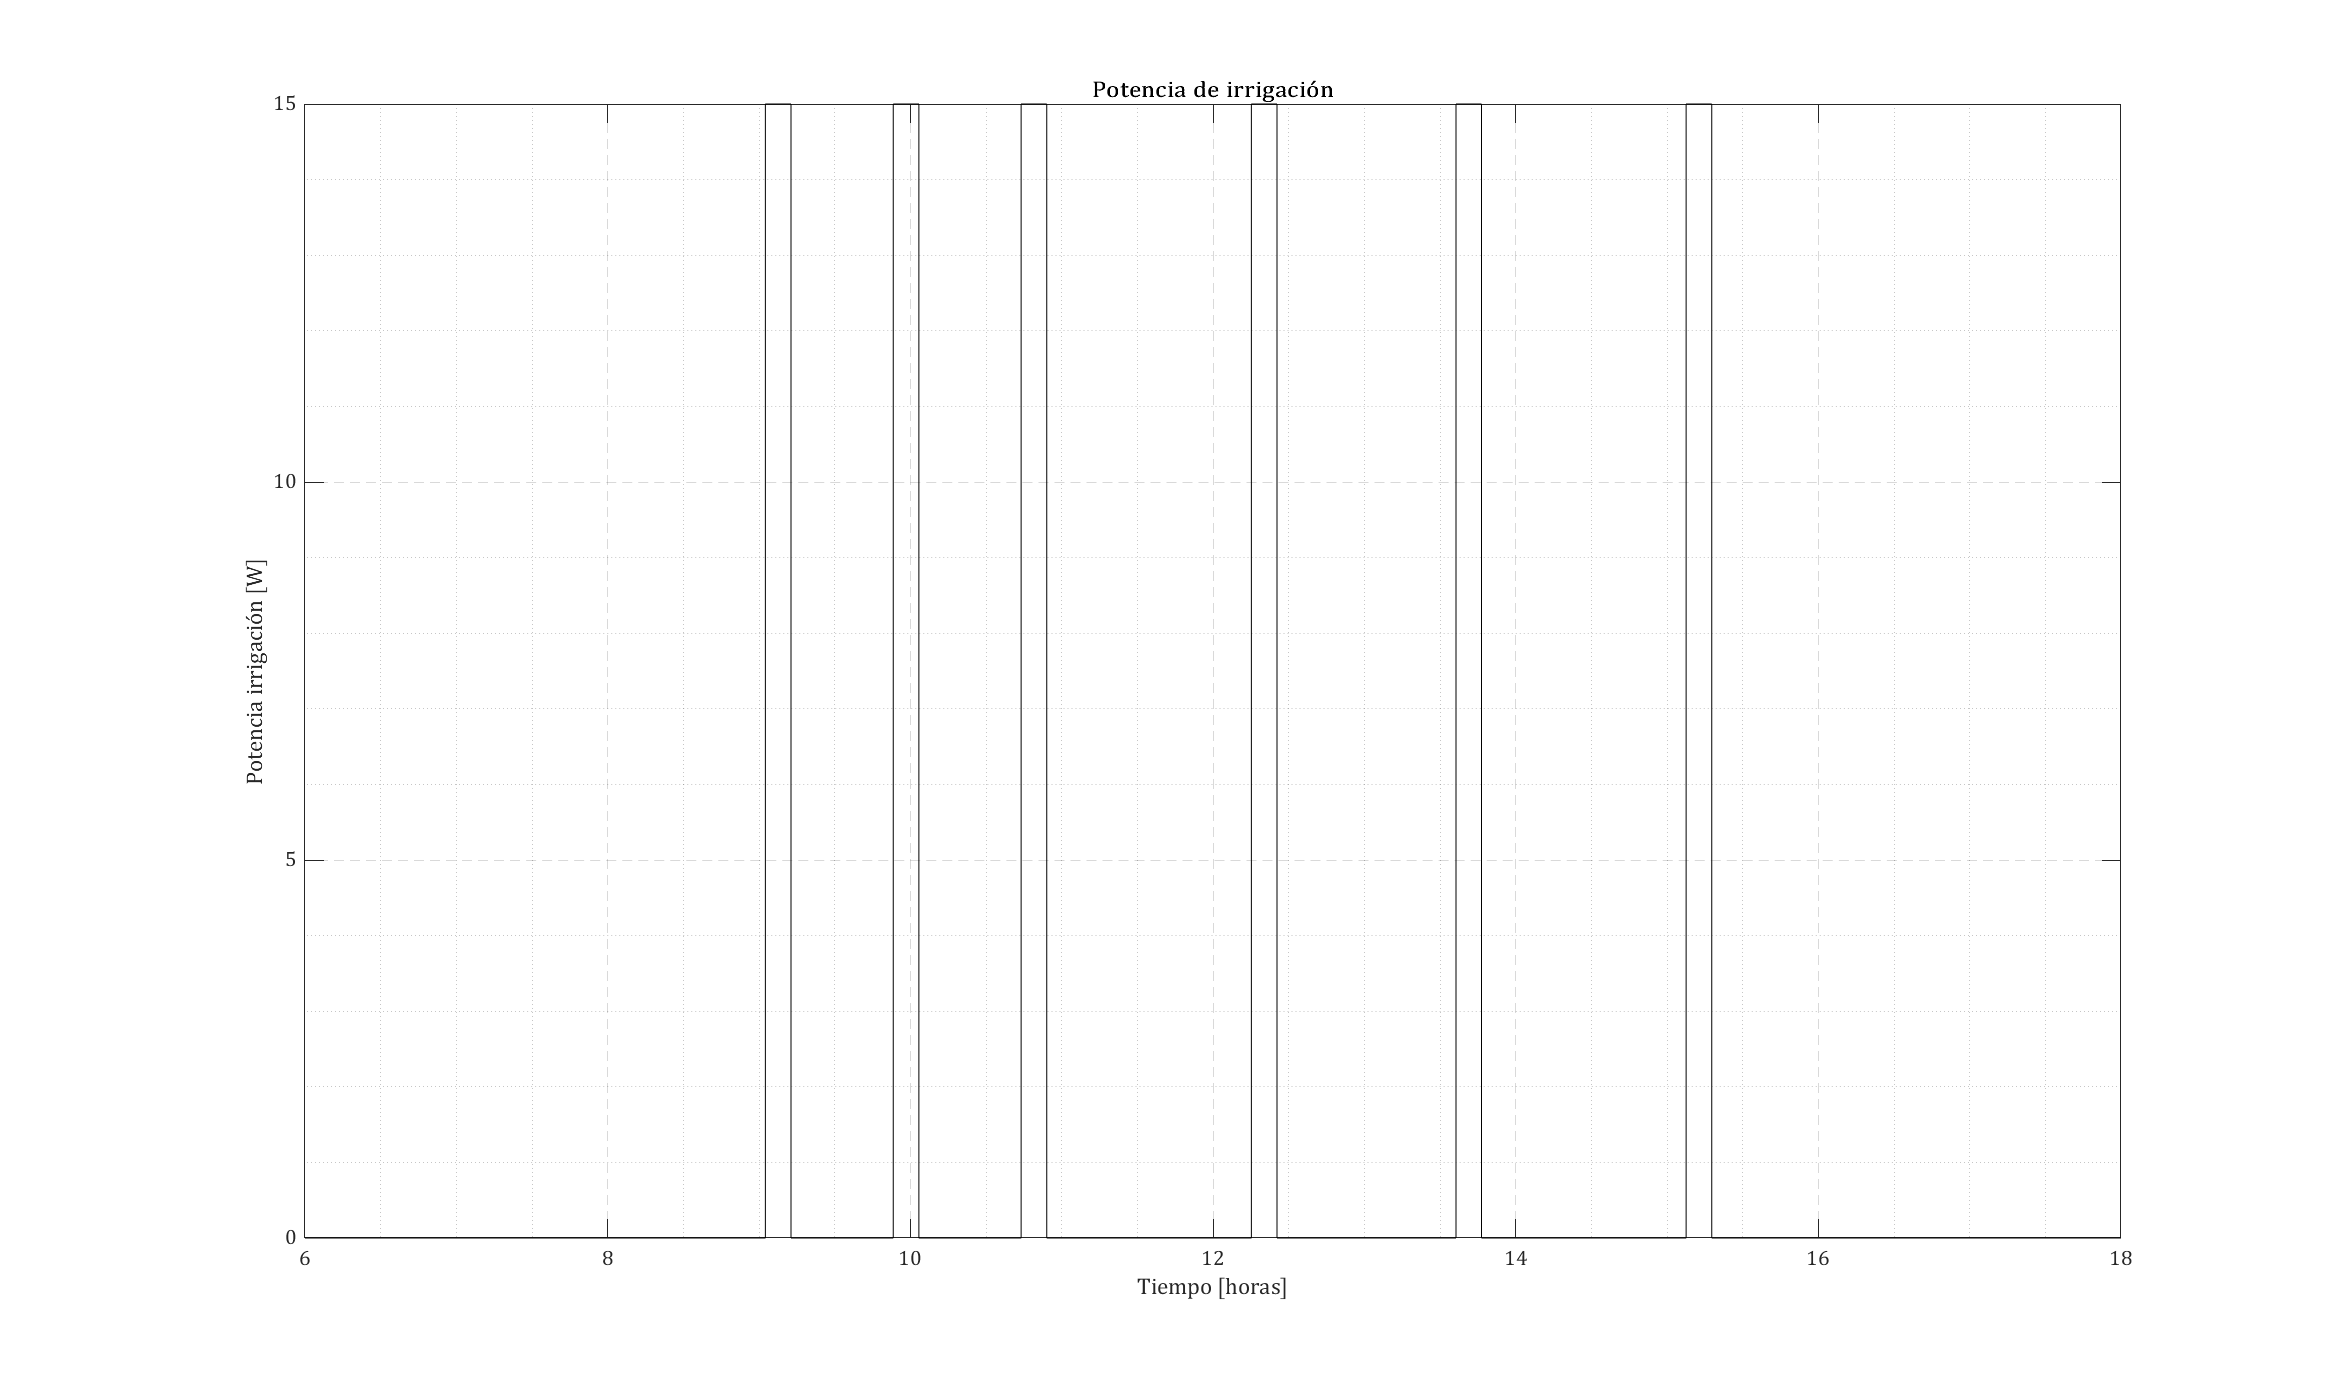 Potencia de irrigación
15
10
5
0
Potencia irrigación [W]
6 8 10 12 14 16 18
Tiempo [horas]